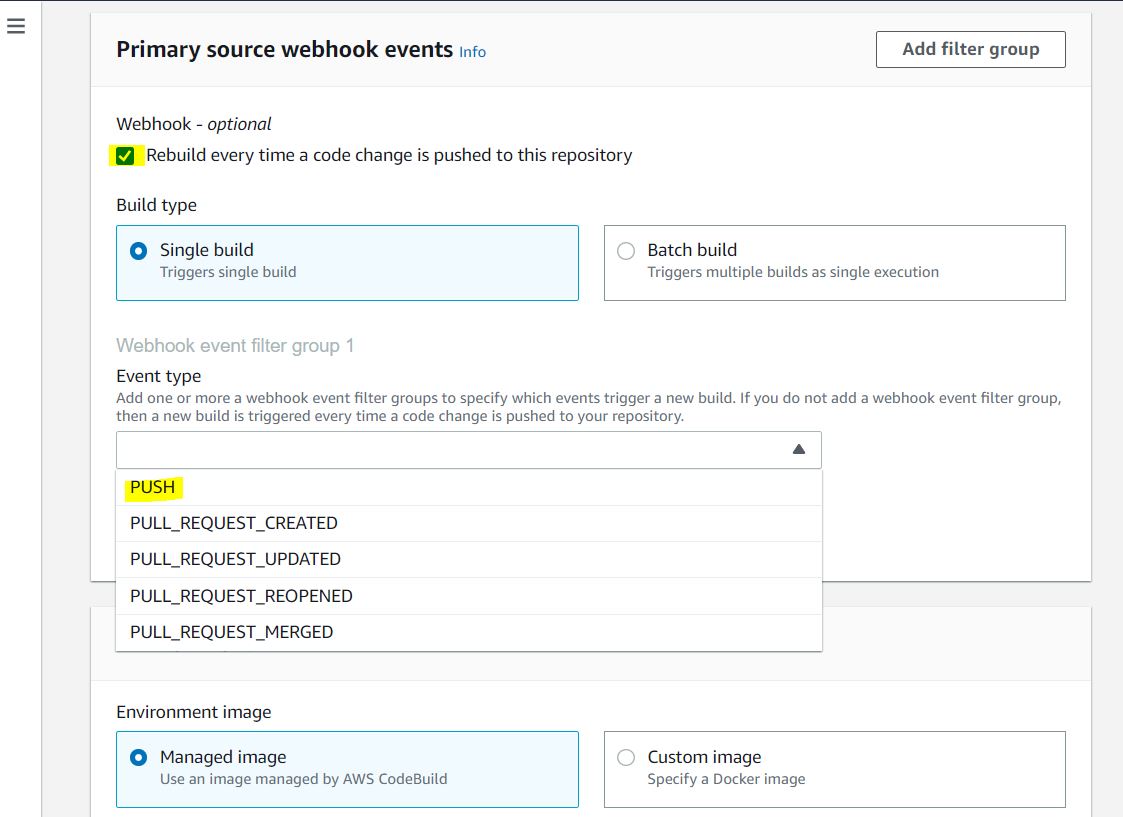 Primary source webhook events Info
Add filter group
Webhook - optional
Rebuild every time a code change is pushed to this repository
Build type
Single build
Triggers single build
Batch build
Triggers multiple builds as single execution
Webhook event filter group 1
Event type
Add one or more a webhook event filter groups to specify which events trigger a new build. If you do not add a webhook event filter group,
then a new build is triggered every time a code change is pushed to your repository.
PUSH
PULL_REQUEST_CREATED
PULL_REQUEST_UPDATED
PULL_REQUEST_REOPENED
PULL_REQUEST_MERGED
Environment image
Managed image
Use an image managed by AWS CodeBuild
Custom image
Specify a Docker image